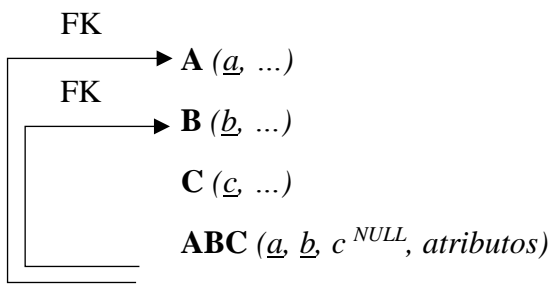 FK
A (a, ...)
FK
B (b, ...)
C (c, ...)
ABC (a, b, c NULL, atributos)